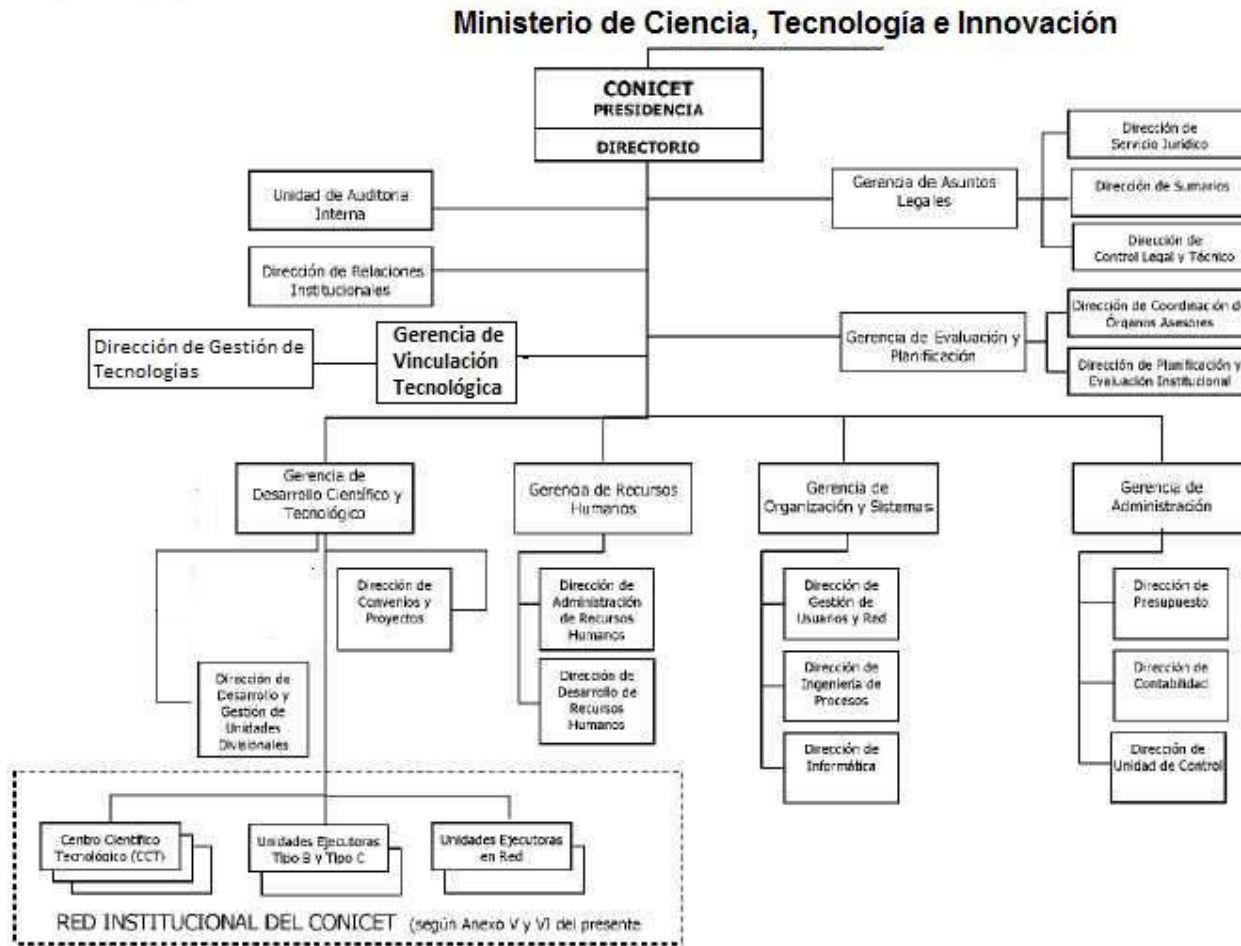 Ministerio de Ciencia, Tecnología e Innovación
CONICET
PRESIDENCIA
DIRECTORIO
Unidad de Auditoria
Interna
Dirección de Relaciones
Institucionales
Dirección de Gestión de
Tecnologías
Gerencia de
Vinculación
Tecnológica
Gerencia de Asuntos
Legales
Dirección de
Servicio Jurídico
Dirección de Sumarios
Dirección de
Control Legal y Técnico
Gerencia de Evaluación y
Planificación
Dirección de Coordinación de
Órganos Asesores
Dirección de Planificación y
Evaluación Institucional
Gerencia de
Desarrollo Científico y
Tecnológico
Gerencia de Recursos
Humanos
Gerencia de
Organización y Sistemas
Gerencia de
Administración
Dirección de
Convenios y
Proyectos
Dirección de
Desarrollo y
Gestión de
Unidades
Divisionales
Dirección de
Administración
de Recursos
Humanos
Dirección de
Desarrollo de
Recursos
Humanos
Dirección de
Gestión de
Usuarios y Red
Dirección de
Ingeniería de
Procesos
Dirección de
Informática
Dirección de
Presupuesto
Dirección de
Contabilidad
Dirección de
Unidad de Control
Centro Científico
Tecnológico (CCT)
Unidades Ejecutoras
Tipo B y Tipo C
Unidades Ejecutoras
en Red
RED INSTITUCIONAL DEL CONICET (según Anexo V y VI del presente